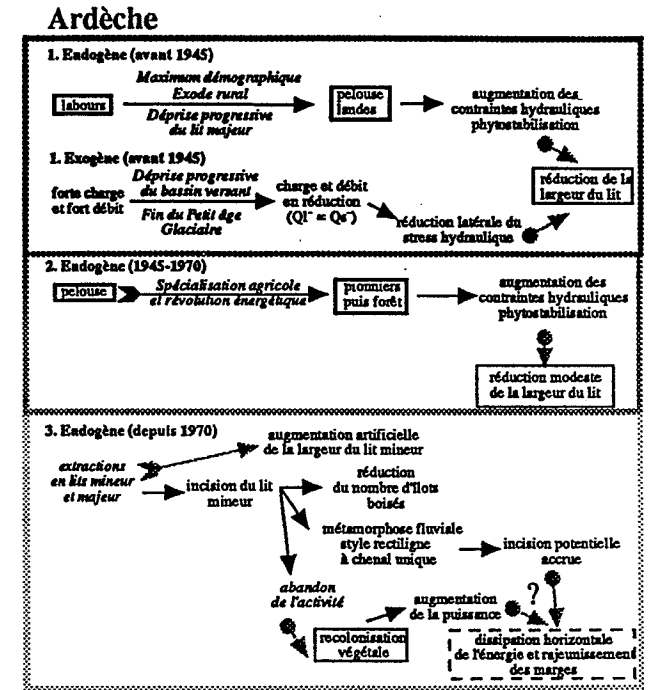 Ardèche
1. Endogène (avant 1945)
Maximum démographique
Exode rural
labours
Déprise progressive
du lit majeur
pelouse
landes
augmentation des
contraintes hydrauliques
phytostabilisation
1. Exogène (avant 1945)
forte charge
et fort débit
Déprise progressive
du bassin versant
Fin du Petit âge
Glaciaire
charge et débit
en réduction
(Ql⁻ = Qs⁻)
réduction latérale du
stress hydraulique
réduction de la
largeur du lit
2. Endogène (1945-1970)
pelouse
Spécialisation agricole
et révolution énergétique
pionniers
puis forêt
augmentation des
contraintes hydrauliques
phytostabilisation
réduction modeste
de la largeur du lit
3. Endogène (depuis 1970)
extractions
en lits mineur
et majeur
augmentation artificielle
de la largeur du lit mineur
incision du lit
mineur
réduction
du nombre d'îlots
boisés
métamorphose fluviale
style rectiligne
à chenal unique
incision potentielle
accrue
abandon
de l'activité
recolonisation
végétale
augmentation
de la puissance
?
dissipation horizontale
de l'énergie et rajeunissement
des marges